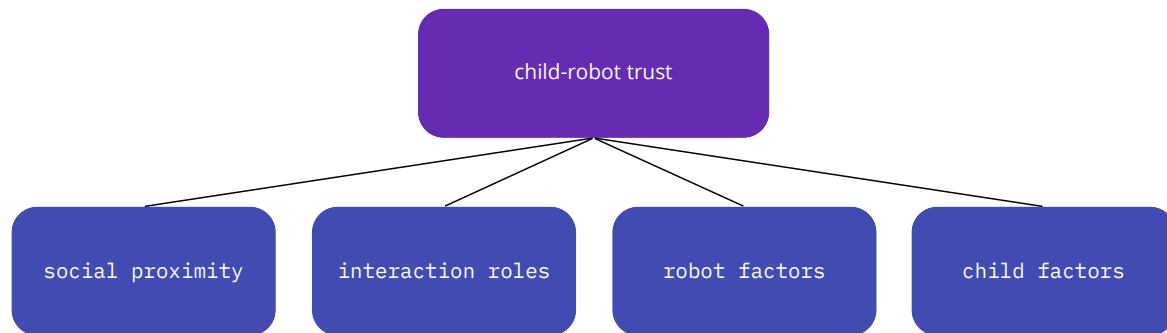 child-robot trust
social proximity
interaction roles
robot factors
child factors